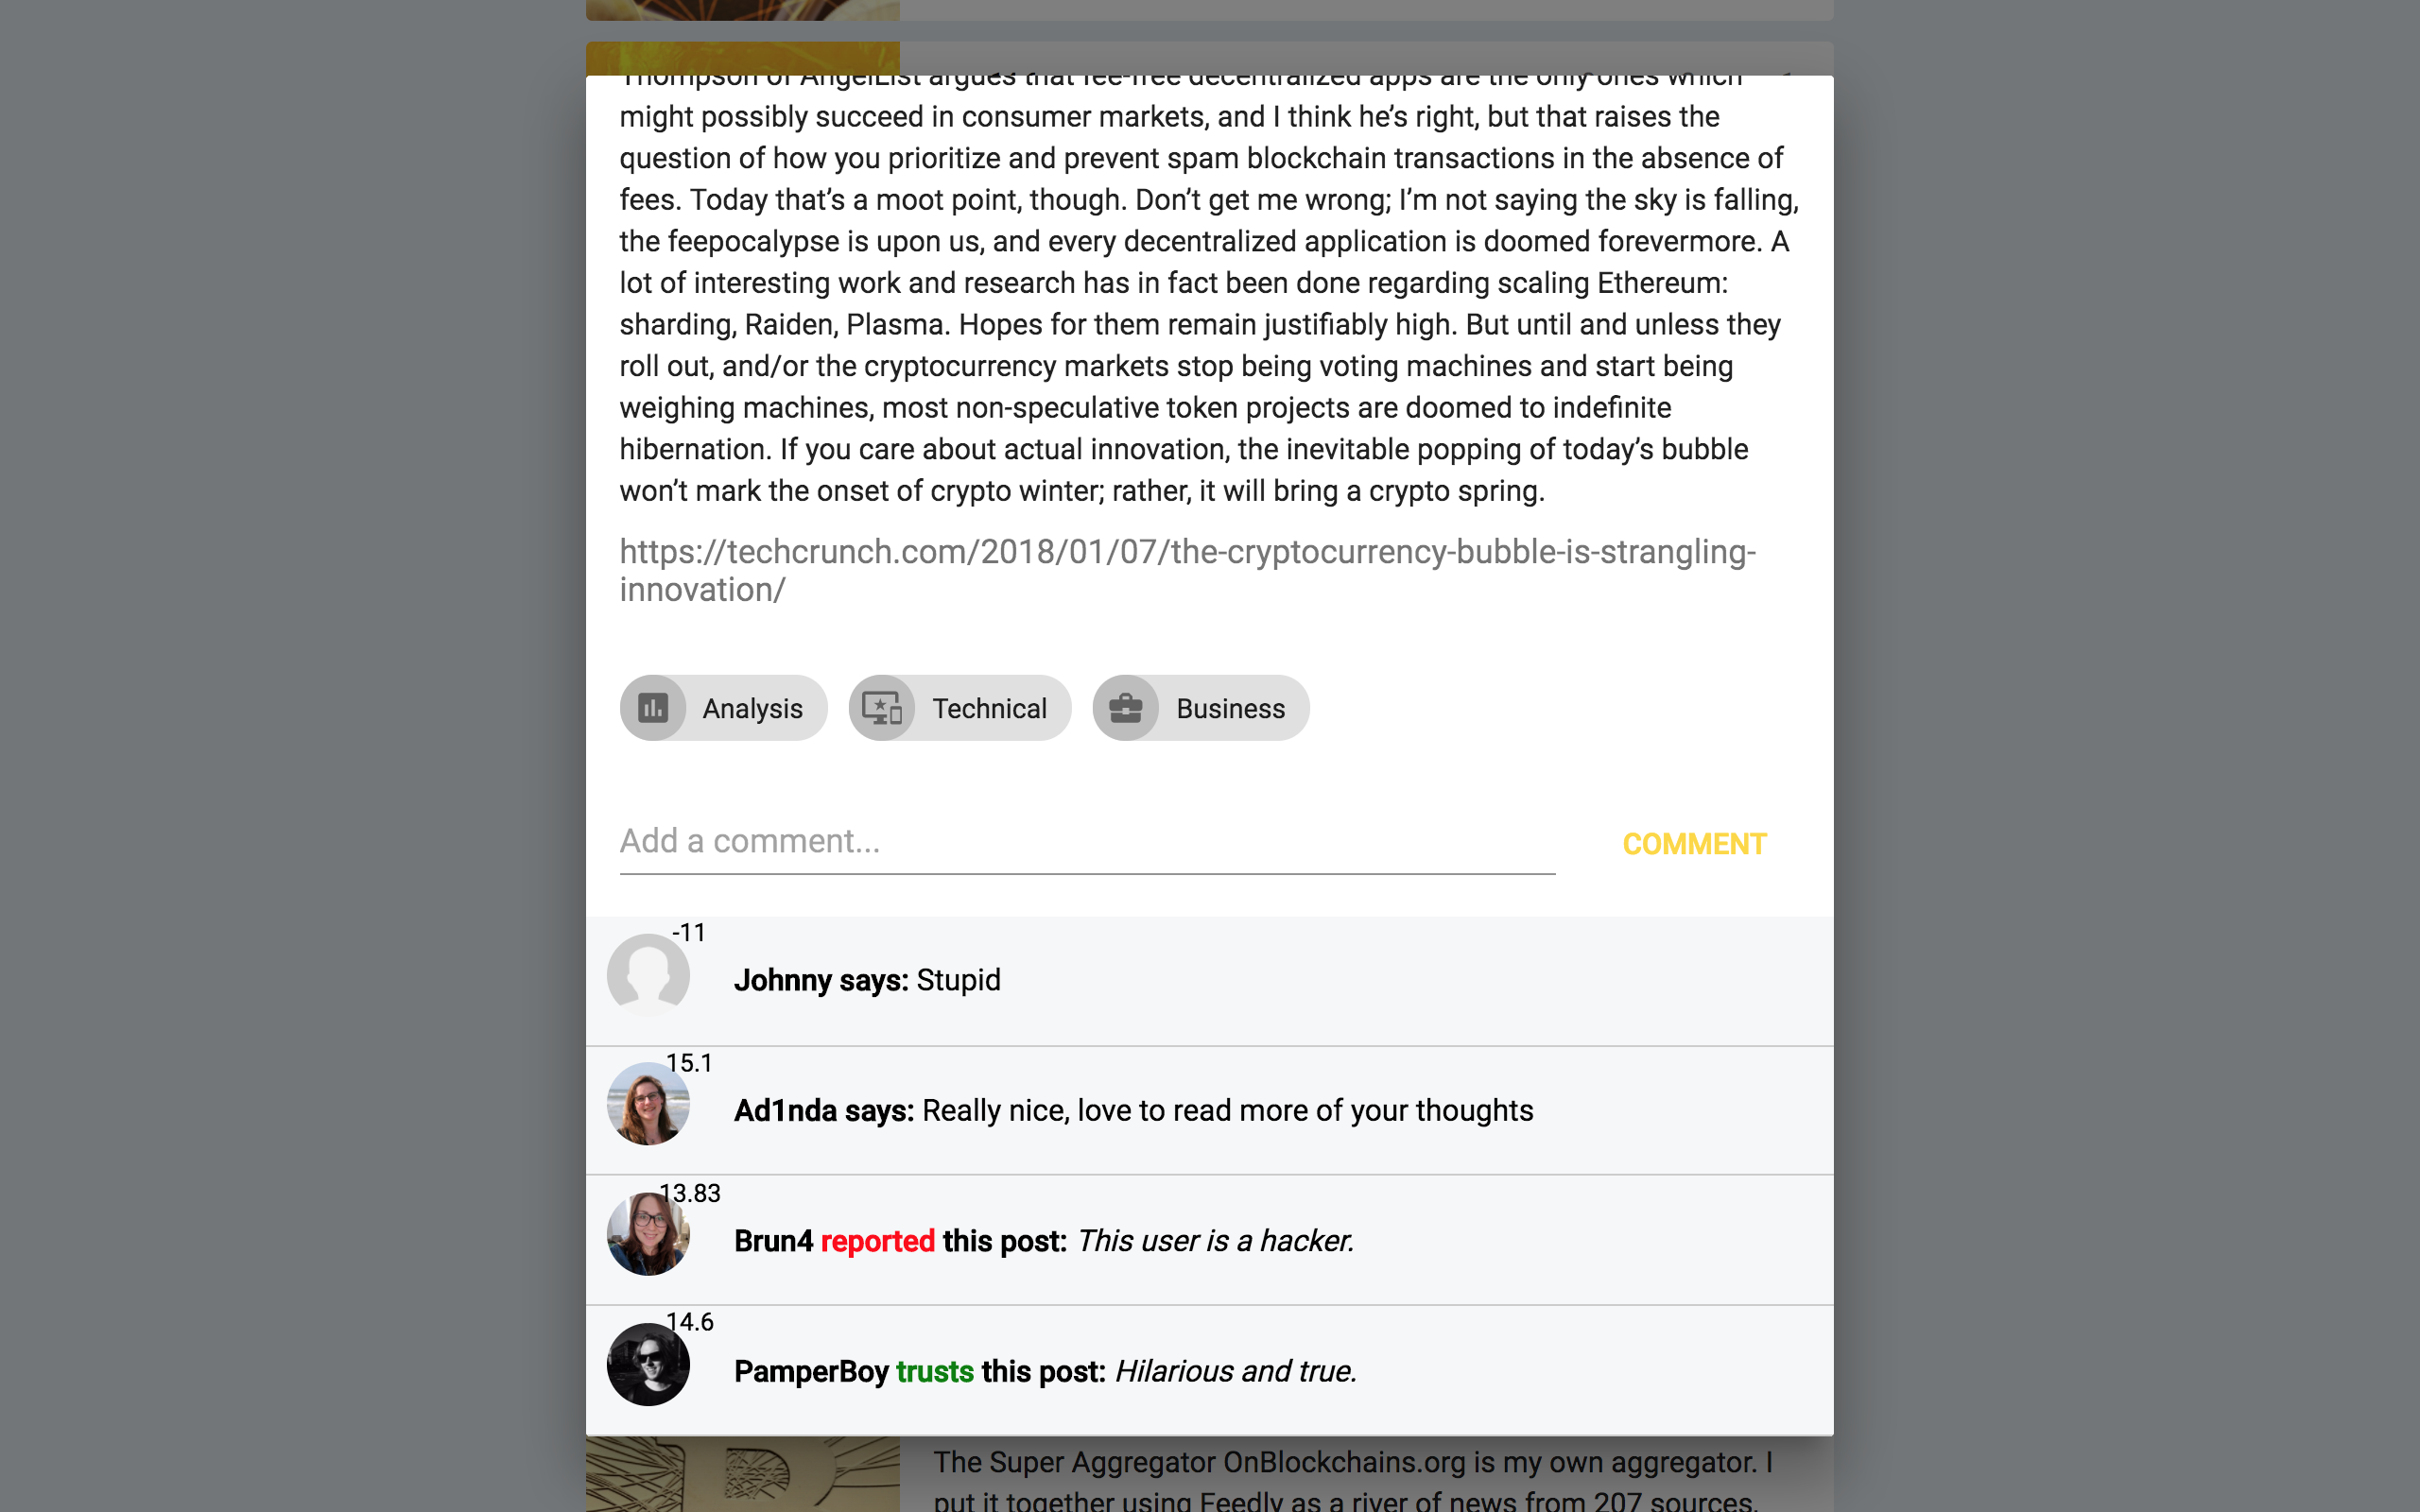 Thompson of AngelList argues that fee-free decentralized apps are the only ones which
might possibly succeed in consumer markets, and I think he’s right, but that raises the
question of how you prioritize and prevent spam blockchain transactions in the absence of
fees. Today that’s a moot point, though. Don’t get me wrong; I’m not saying the sky is falling,
the feepocalypse is upon us, and every decentralized application is doomed forevermore. A
lot of interesting work and research has in fact been done regarding scaling Ethereum:
sharding, Raiden, Plasma. Hopes for them remain justifiably high. But until and unless they
roll out, and/or the cryptocurrency markets stop being voting machines and start being
weighing machines, most non-speculative token projects are doomed to indefinite
hibernation. If you care about actual innovation, the inevitable popping of today’s bubble
won’t mark the onset of crypto winter; rather, it will bring a crypto spring.
https://techcrunch.com/2018/01/07/the-cryptocurrency-bubble-is-strangling-
innovation/
Analysis Technical Business
Add a comment... COMMENT
-11
Johnny says: Stupid
15.1
Ad1nda says: Really nice, love to read more of your thoughts
13.83
Brun4 reported this post: This user is a hacker.
14.6
PamperBoy trusts this post: Hilarious and true.
The Super Aggregator OnBlockchains.org is my own aggregator. I
put it together using Feedly as a river of news from 207 sources.